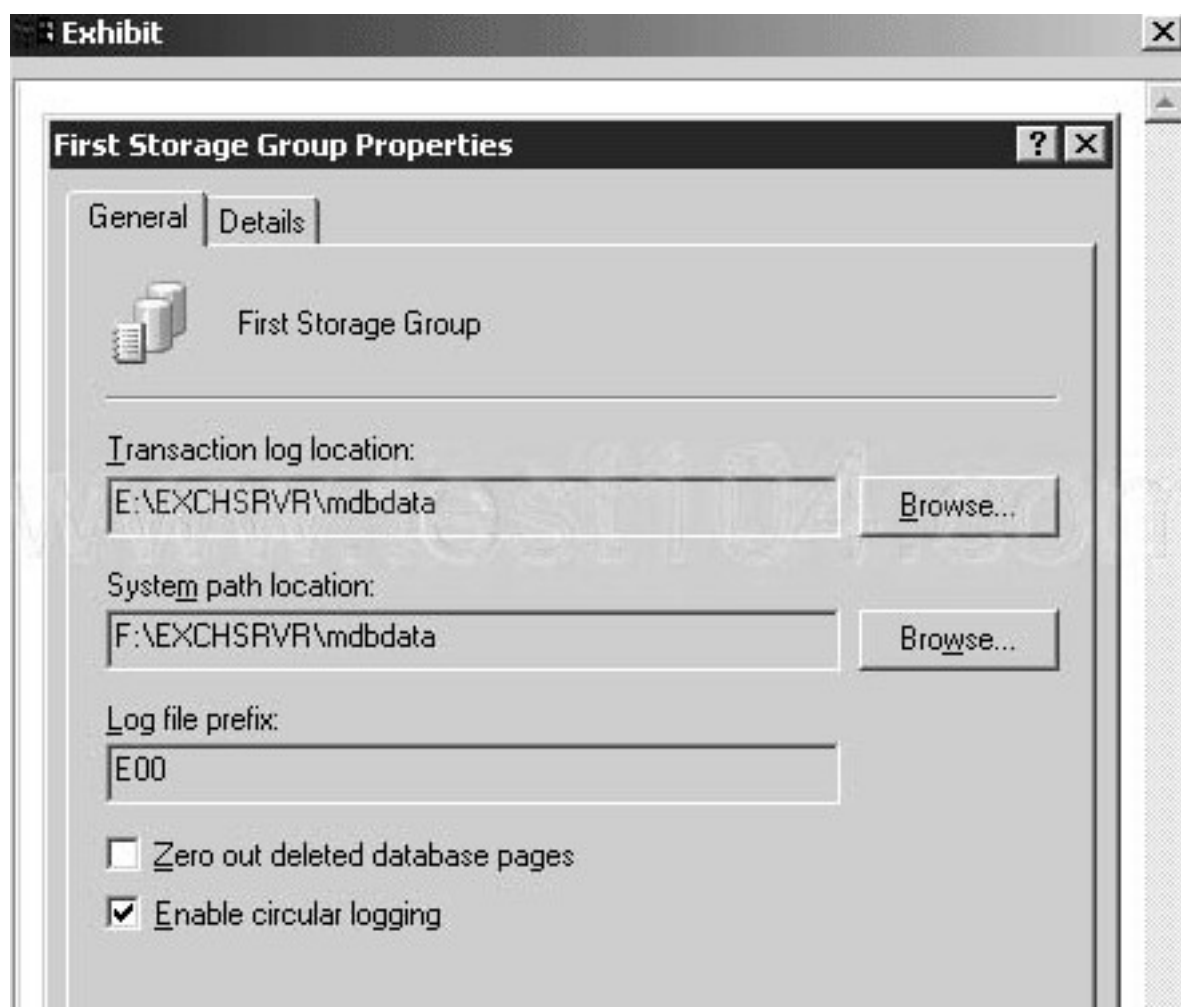 Exhibit
First Storage Group Properties
General
Details
First Storage Group
Transaction log location:
E:\EXCHSRVR\mdbdata
Browse...
System path location:
F:\EXCHSRVR\mdbdata
Browse...
Log file prefix:
E00
Zero out deleted database pages
Enable circular logging